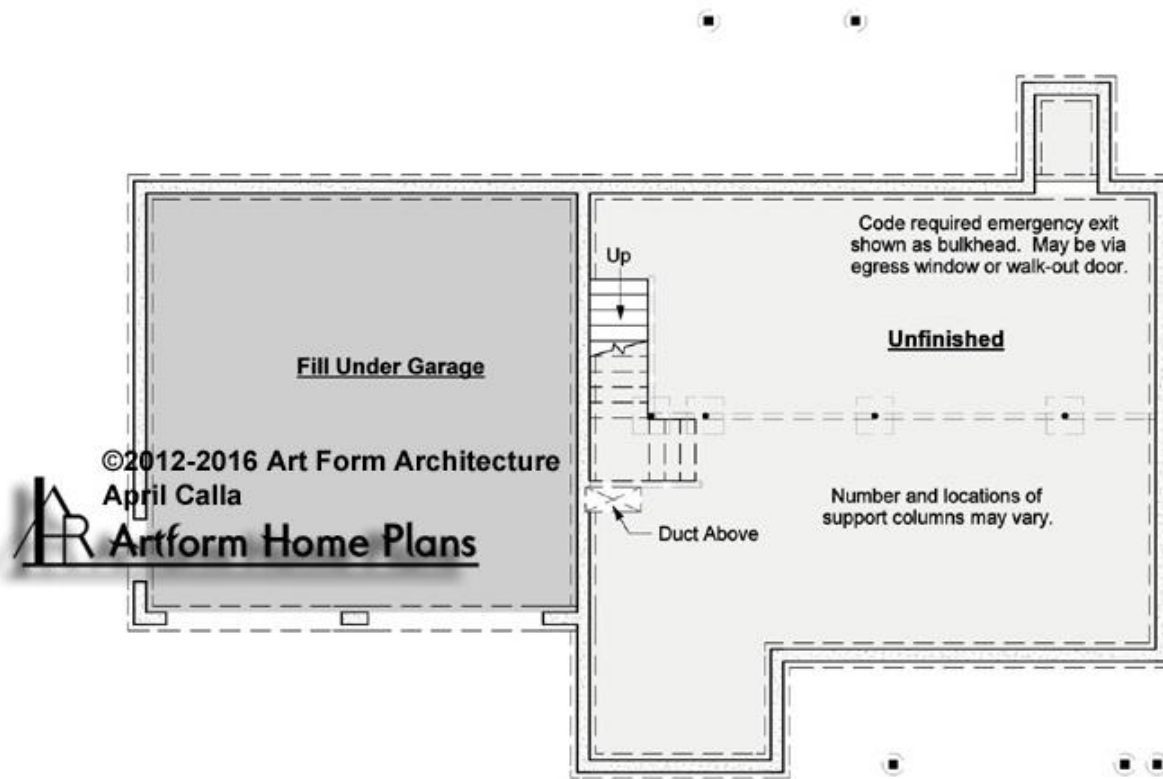 Code required emergency exit
shown as bulkhead. May be via
egress window or walk-out door.
Up
Unfinished
Fill Under Garage
©2012-2016 Art Form Architecture
April Calla
AR Artform Home Plans
Number and locations of
support columns may vary.
Duct Above